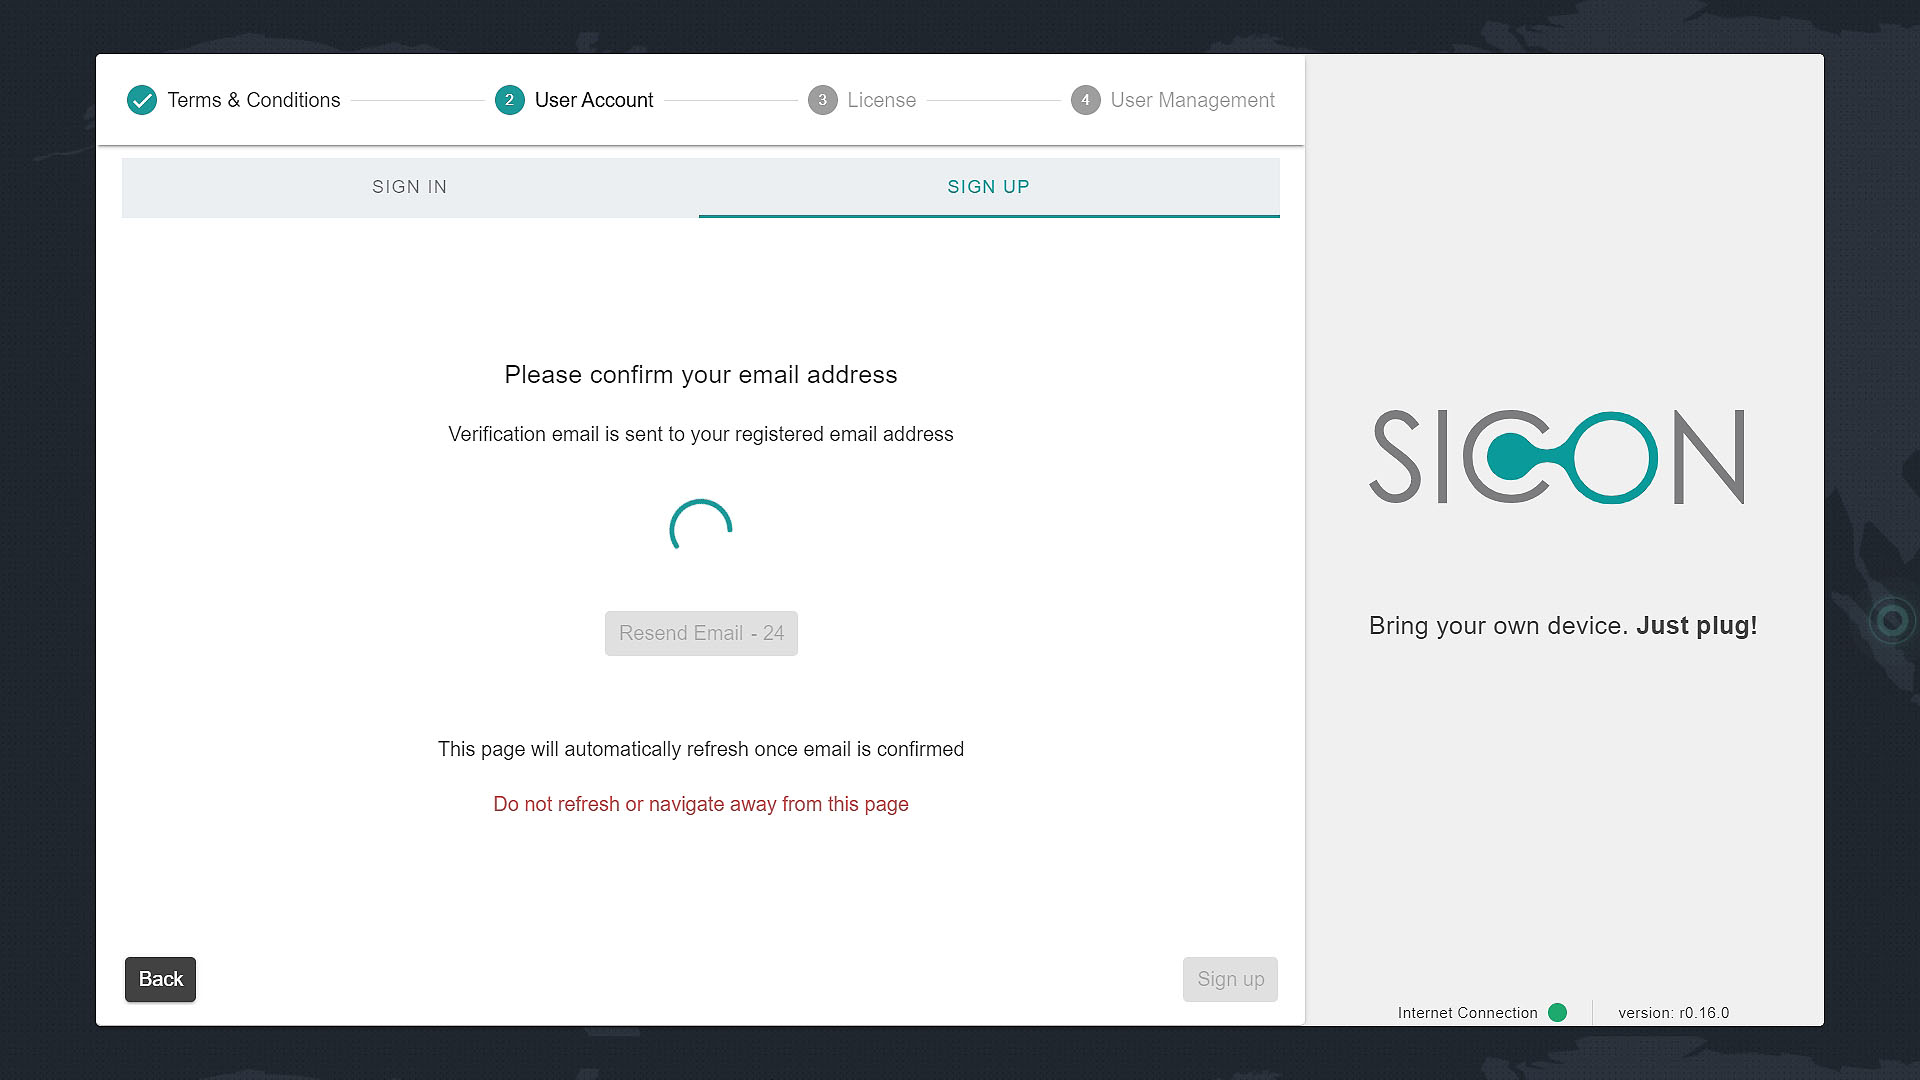 Terms & Conditions
2 User Account
3 License
4 User Management
SIGN IN
SIGN UP
Please confirm your email address
Verification email is sent to your registered email address
Resend Email - 24
This page will automatically refresh once email is confirmed
Do not refresh or navigate away from this page
Back
Sign up
SICON
Bring your own device. Just plug!
Internet Connection
version: r0.16.0